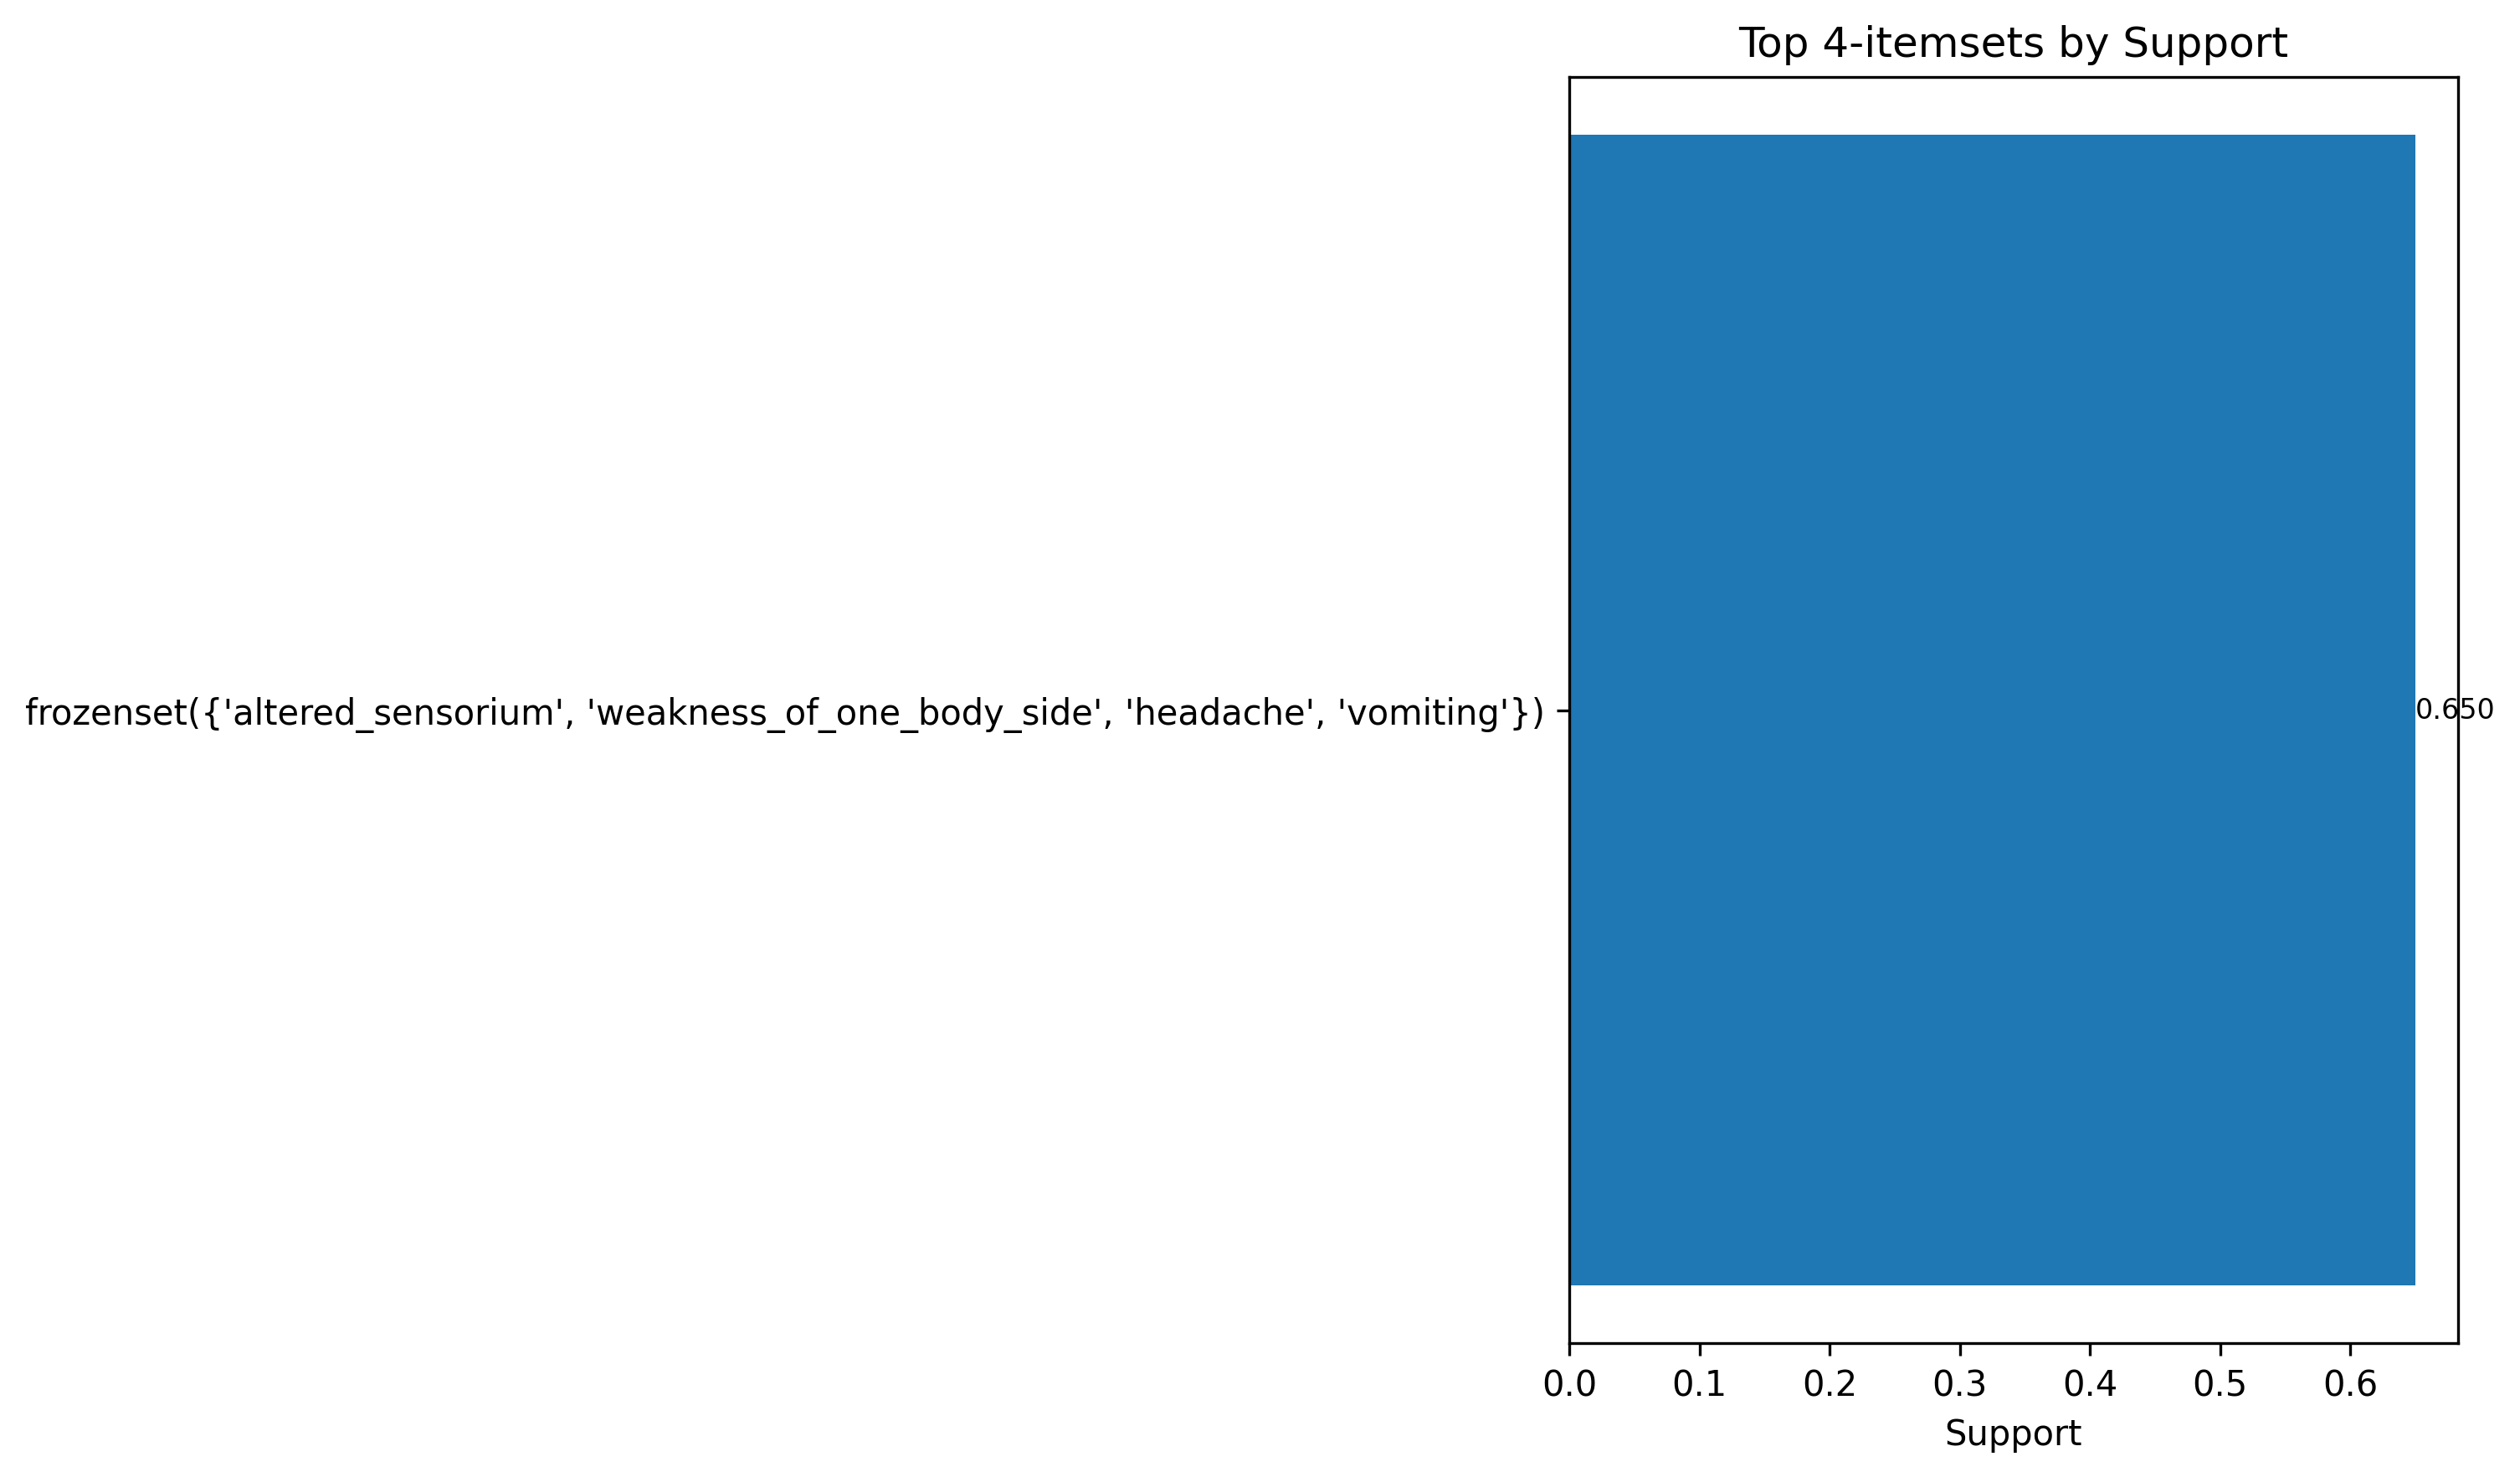 Top 4-itemsets by Support
frozenset({'altered_sensorium', 'weakness_of_one_body_side', 'headache', 'vomiting'})
0.650
0.0 0.1 0.2 0.3 0.4 0.5 0.6
Support